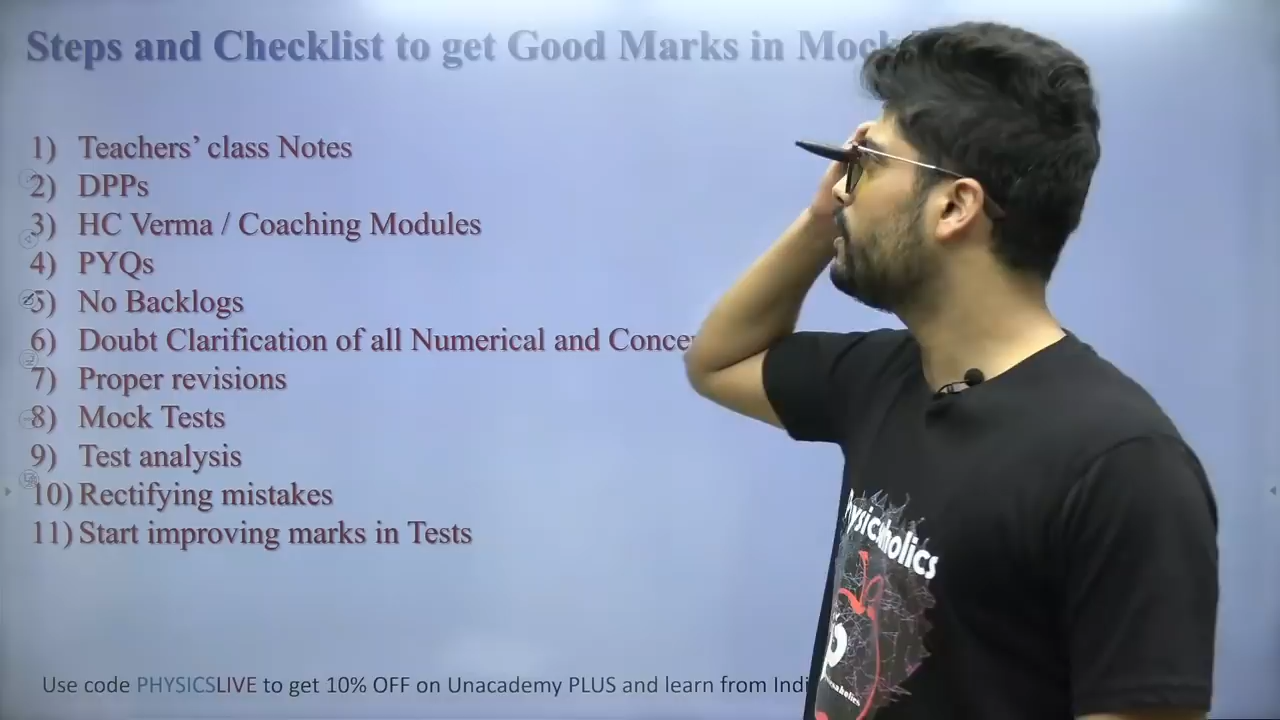 Steps and Checklist to get Good Marks in Mock
1) Teachers’ class Notes
2) DPPs
3) HC Verma / Coaching Modules
4) PYQs
5) No Backlogs
6) Doubt Clarification of all Numerical and
7) Proper revisions
8) Mock Tests
9) Test analysis
10) Rectifying mistakes
11) Start improving marks in Tests
Use code PHYSICSLIVE to get 10% OFF on Unacademy PLUS and learn from
Physicsaholics